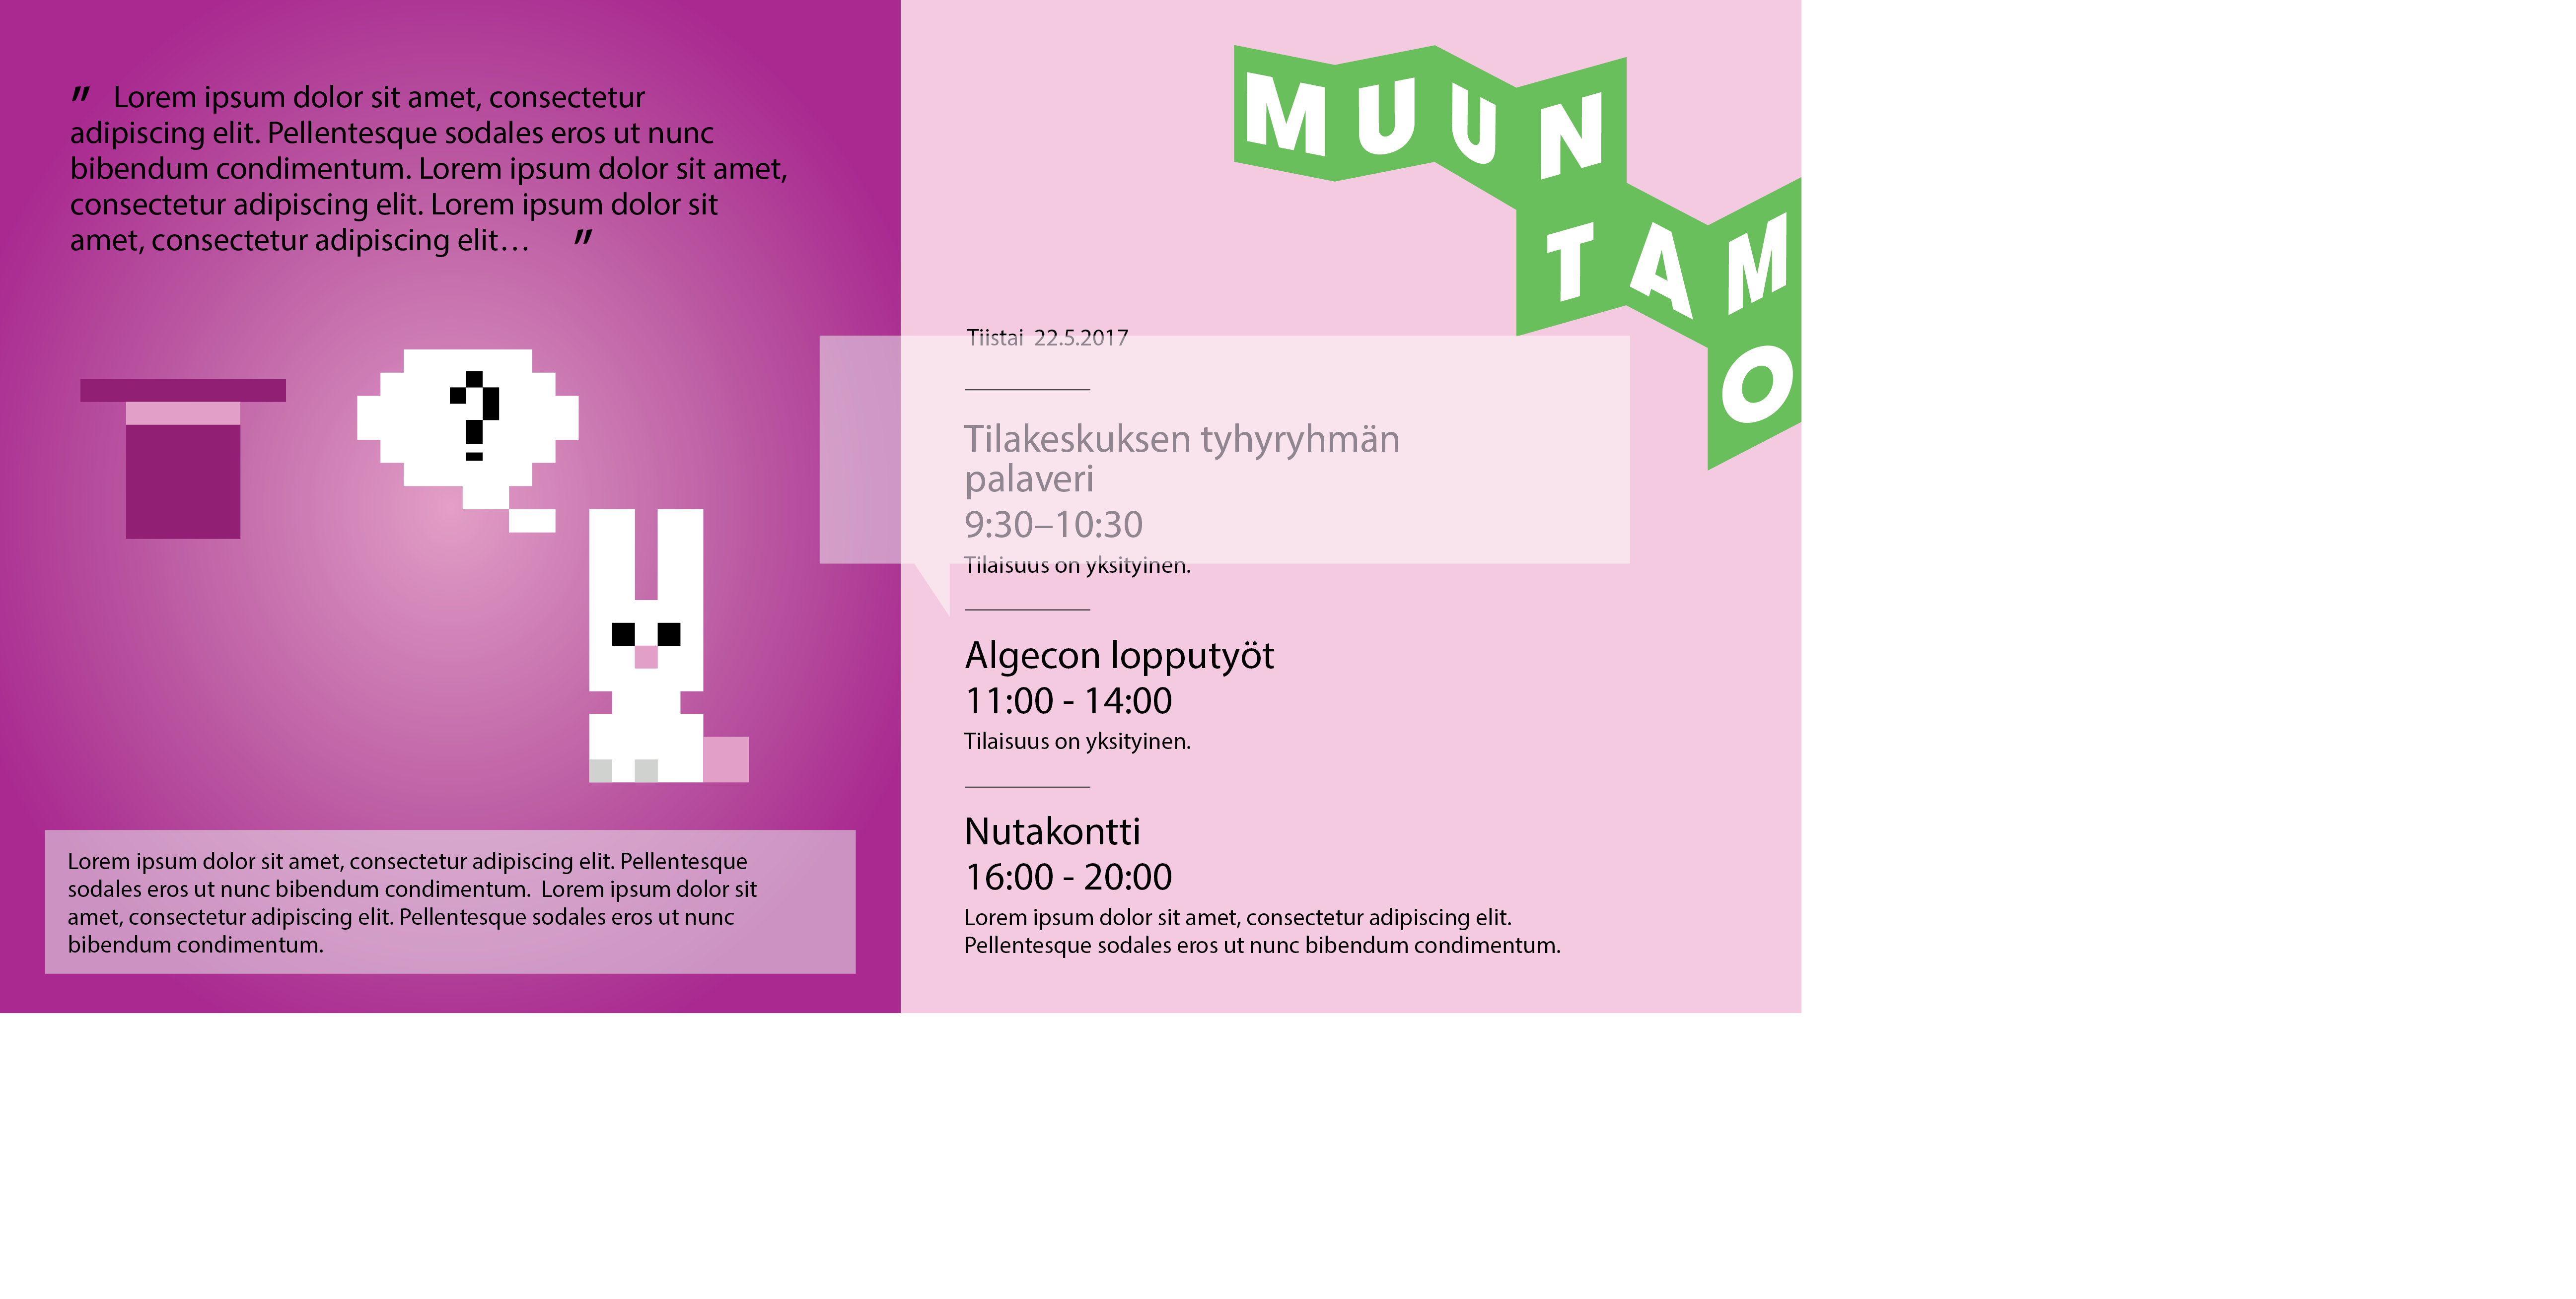 " Lorem ipsum dolor sit amet, consectetur
adipiscing elit. Pellentesque sodales eros ut nunc
bibendum condimentum. Lorem ipsum dolor sit amet,
consectetur adipiscing elit. Lorem ipsum dolor sit
amet, consectetur adipiscing elit… "
?
Lorem ipsum dolor sit amet, consectetur adipiscing elit. Pellentesque
sodales eros ut nunc bibendum condimentum. Lorem ipsum dolor sit
amet, consectetur adipiscing elit. Pellentesque sodales eros ut nunc
bibendum condimentum.
MUUN
TAM
O
Tiistai 22.5.2017
Tilakeskuksen tyhyryhmän
palaveri
9:30–10:30
Tilaisuus on yksityinen.
Algecon lopputyöt
11:00 - 14:00
Tilaisuus on yksityinen.
Nutakontti
16:00 - 20:00
Lorem ipsum dolor sit amet, consectetur adipiscing elit.
Pellentesque sodales eros ut nunc bibendum condimentum.